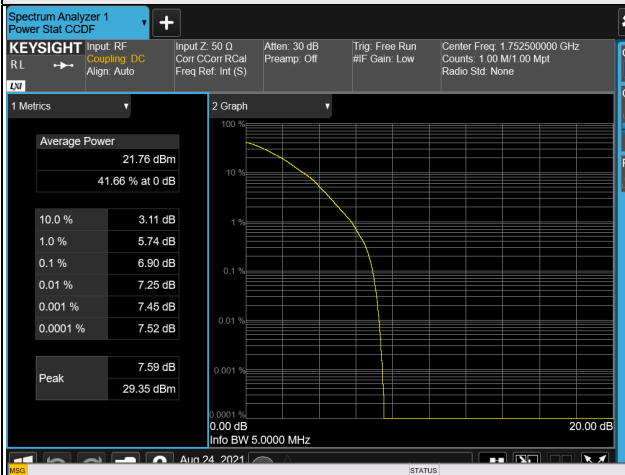 Spectrum Analyzer 1
Power Stat CCDF
+
KEYSIGHT
RL
LXI
Input: RF
Coupling: DC
Align: Auto
Input Z: 50 Ω
Corr CCorr RCal
Freq Ref: Int (S)
Atten: 30 dB
Preamp: Off
Trig: Free Run
#IF Gain: Low
Center Freq: 1.752500000 GHz
Counts: 1.00 M/1.00 Mpt
Radio Std: None
1 Metrics
Average Power
21.76 dBm
41.66 % at 0 dB
10.0 % 3.11 dB
1.0 % 5.74 dB
0.1 % 6.90 dB
0.01 % 7.25 dB
0.001 % 7.45 dB
0.0001 % 7.52 dB
Peak 7.59 dB
29.35 dBm
2 Graph
100 %
10 %
1 %
0.1 %
0.01 %
0.001 %
0.0001 %
0.00 dB 20.00 dB
Info BW 5.0000 MHz
Aug 24, 2021
MSG STATUS